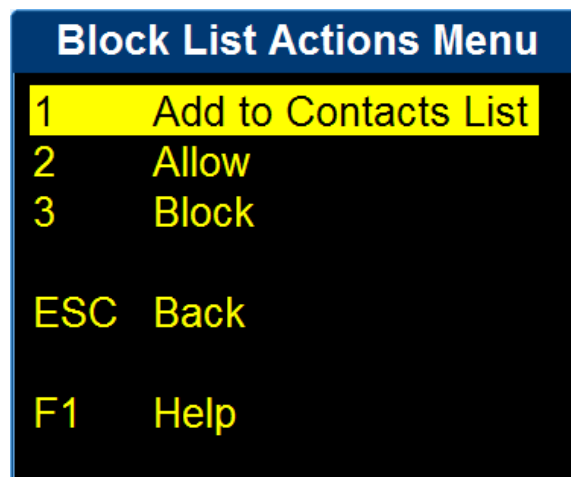 Block List Actions Menu
1 Add to Contacts List
2 Allow
3 Block
ESC Back
F1 Help